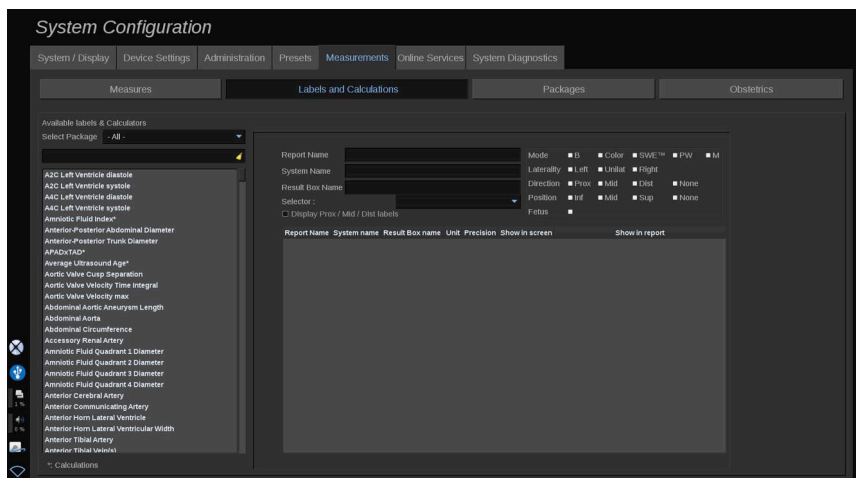 System Configuration
System / Display Device Settings Administration Presets Measurements Online Services System Diagnostics
Measures Labels and Calculations Packages Obstetrics
Available labels & Calculators
Select Package - All -
A2C Left Ventricle diastole
A2C Left Ventricle systole
A4C Left Ventricle diastole
A4C Left Ventricle systole
Amniotic Fluid Index*
Anterior-Posterior Abdominal Diameter
Anterior-Posterior Trunk Diameter
APADxTAD*
Average Ultrasound Age*
Aortic Valve Cusp Separation
Aortic Valve Velocity Time Integral
Aortic Valve Velocity max
Abdominal Aortic Aneurysm Length
Abdominal Aorta
Abdominal Circumference
Accessory Renal Artery
Amniotic Fluid Quadrant 1 Diameter
Amniotic Fluid Quadrant 2 Diameter
Amniotic Fluid Quadrant 3 Diameter
Amniotic Fluid Quadrant 4 Diameter
Anterior Cerebral Artery
Anterior Communicating Artery
Anterior Horn Lateral Ventricle
Anterior Horn Lateral Ventricular Width
Anterior Tibial Artery
Anterior Tibial Vein(s)
*: Calculations
Report Name
System Name
Result Box Name
Selector :
Display Prox / Mid / Dist labels
Mode B Color SWE™ PW M
Laterality Left Unilat Right
Direction Prox Mid Dist None
Position Inf Mid Sup None
Fetus
Report Name System name Result Box name Unit Precision Show in screen Show in report
1 %
6 %